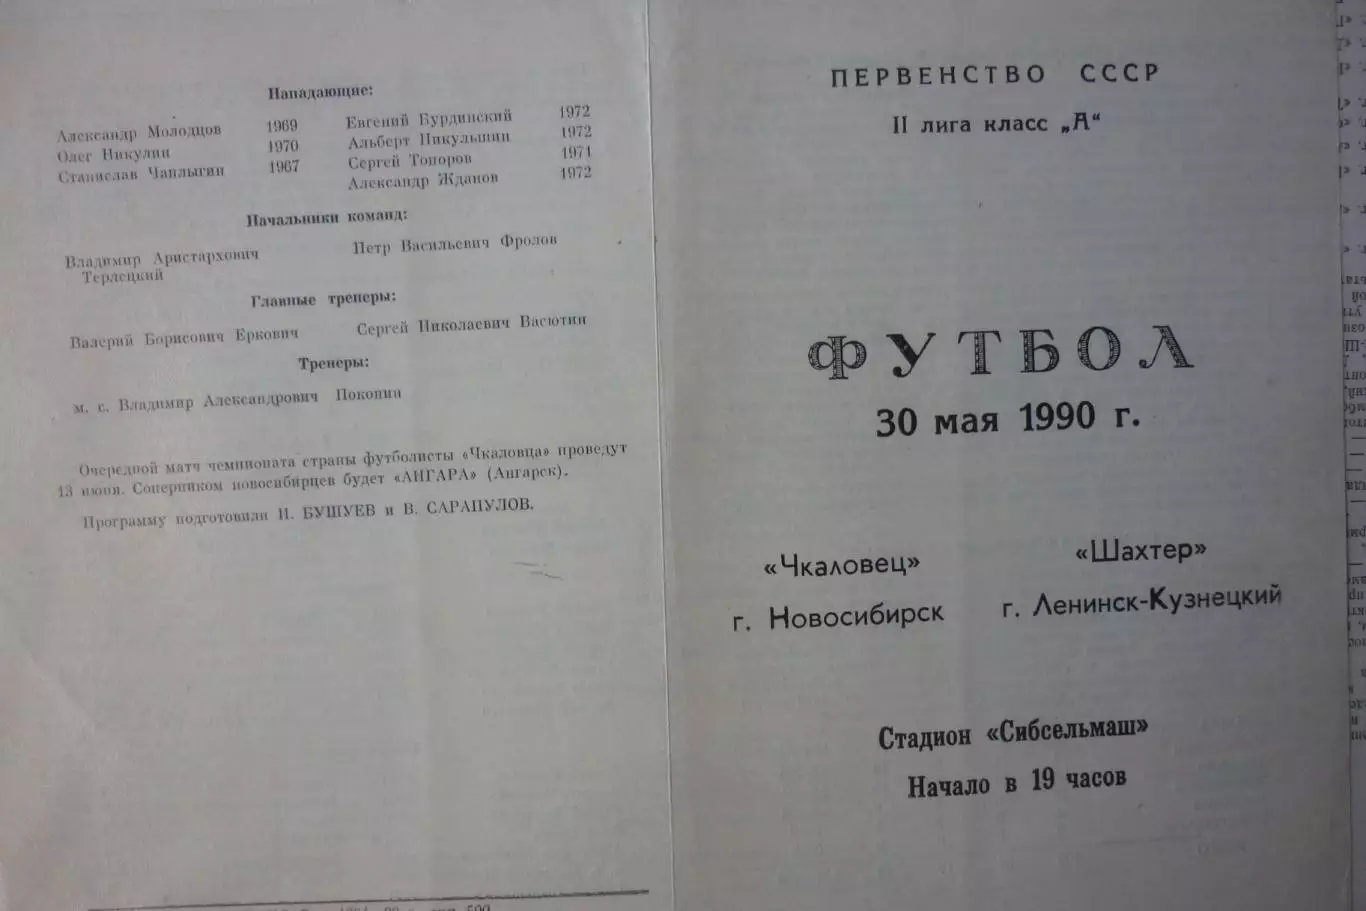 Нападающие:
Александр Молодцов 1969 Евгений Бурдинский 1972
Олег Никулин 1970 Альберт Никульшин 1972
Станислав Чаплыгин 1967 Сергей Топоров 1971
Александр Жданов 1972
Начальники команд:
Владимир Аристархович Терлецкий Петр Васильевич Фролов
Главные тренеры:
Валерий Борисович Еркович Сергей Николаевич Васютин
Тренеры:
м. с. Владимир Александрович Поконин
Очередной матч чемпионата страны футболисты «Чкаловца» проведут
13 июня. Соперником новосибирцев будет «АНГАРА» (Ангарск).
Программу подготовили Н. БУШУЕВ и В. САРАПУЛОВ.
ПЕРВЕНСТВО СССР
II лига класс „А“
ФУТБОЛ
30 мая 1990 г.
«Чкаловец» «Шахтер»
г. Новосибирск г. Ленинск-Кузнецкий
Стадион «Сибсельмаш»
Начало в 19 часов